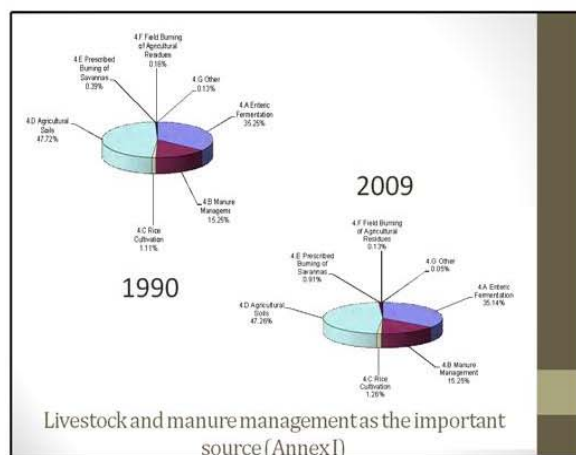 4.F Field Burning
of Agricultural
Residues
0.16%
4.E Prescribed
Burning of
Savannas
0.39%
4.G Other
0.13%
4.A Enteric
Fermentation
35.25%
4.D Agricultural
Soils
47.72%
4.B Manure
Managemi
15.25%
4.C Rice
Cultivation
1.11%
1990
2009
4.F Field Burning
of Agricultural
Residues
0.13%
4.E Prescribed
Burning of
Savannas
0.91%
4.G Other
0.05%
4.A Enteric
Fermentation
35.14%
4.D Agricultural
Soils
47.26%
4.B Manure
Management
15.25%
4.C Rice
Cultivation
1.26%
Livestock and manure management as the important
source (Annex I)